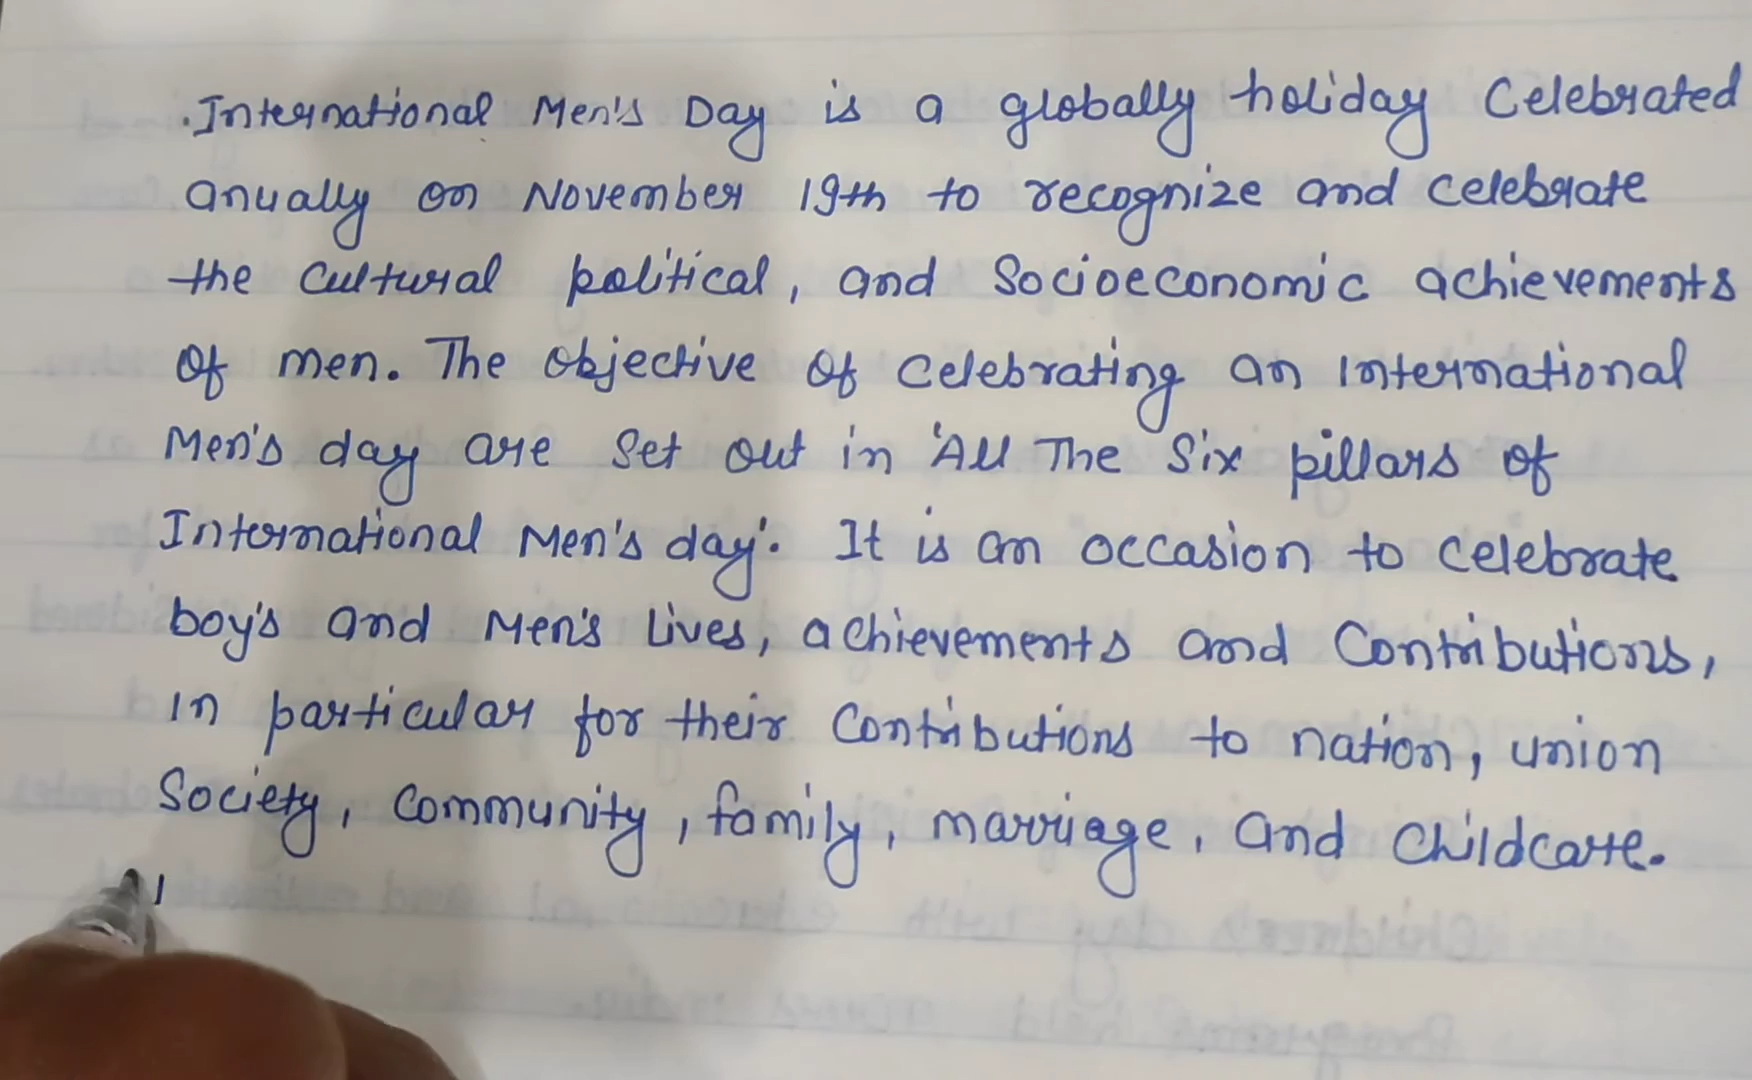 International Men's Day is a globally holiday Celebrated
anually on November 19th to recognize and celebrate
the Cultural political, and Socioeconomic achievements
Of men. The objective of celebrating an International
Men's day are Set out in 'All The Six pillars of
International Men's day'. It is an occasion to celebrate
boy's and Men's Lives, achievements and Contributions,
in particular for their Contributions to nation, union
Society, Community, family, marriage, and Childcare.